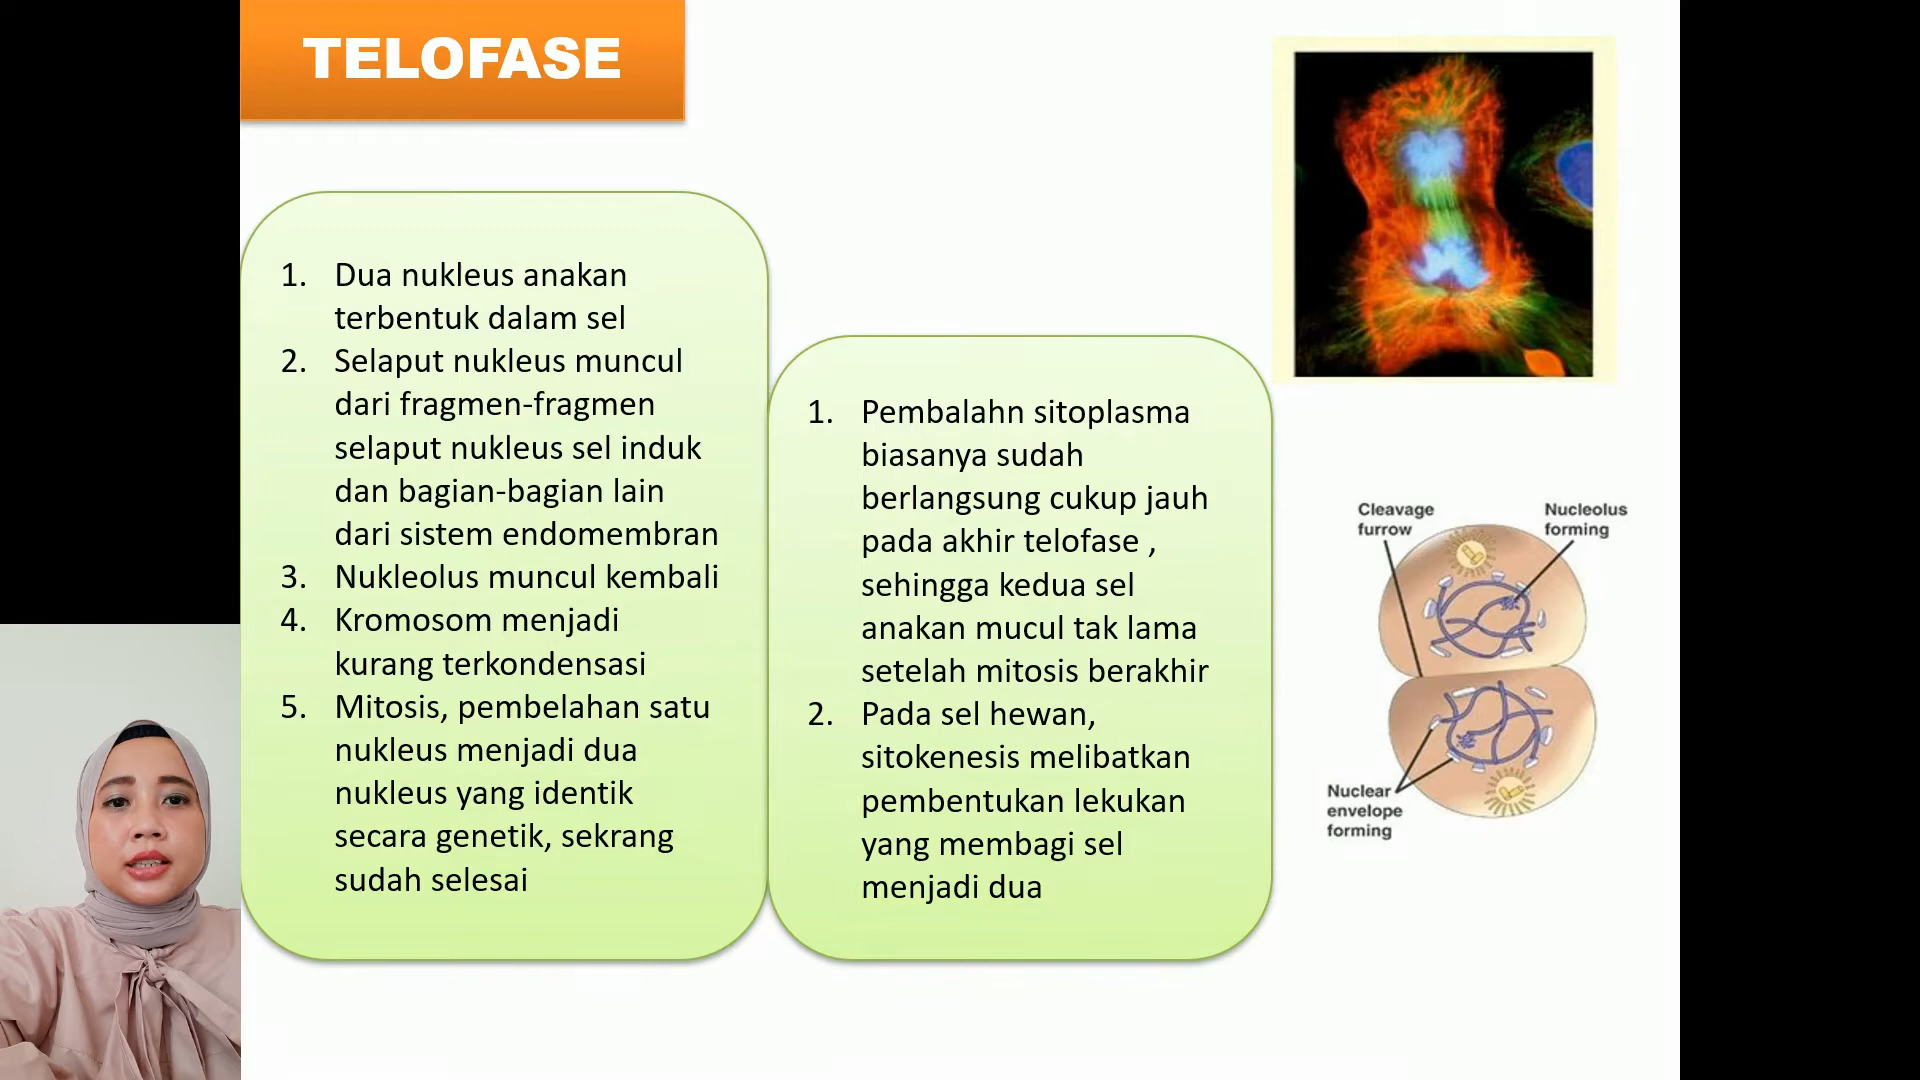 TELOFASE
1. Dua nukleus anakan
terbentuk dalam sel
2. Selaput nukleus muncul
dari fragmen-fragmen
selaput nukleus sel induk
dan bagian-bagian lain
dari sistem endomembran
3. Nukleolus muncul kembali
4. Kromosom menjadi
kurang terkondensasi
5. Mitosis, pembelahan satu
nukleus menjadi dua
nukleus yang identik
secara genetik, sekrang
sudah selesai
1. Pembalahn sitoplasma
biasanya sudah
berlangsung cukup jauh
pada akhir telofase ,
sehingga kedua sel
anakan mucul tak lama
setelah mitosis berakhir
2. Pada sel hewan,
sitokenesis melibatkan
pembentukan lekukan
yang membagi sel
menjadi dua
Cleavage
furrow
Nucleolus
forming
Nuclear
envelope
forming